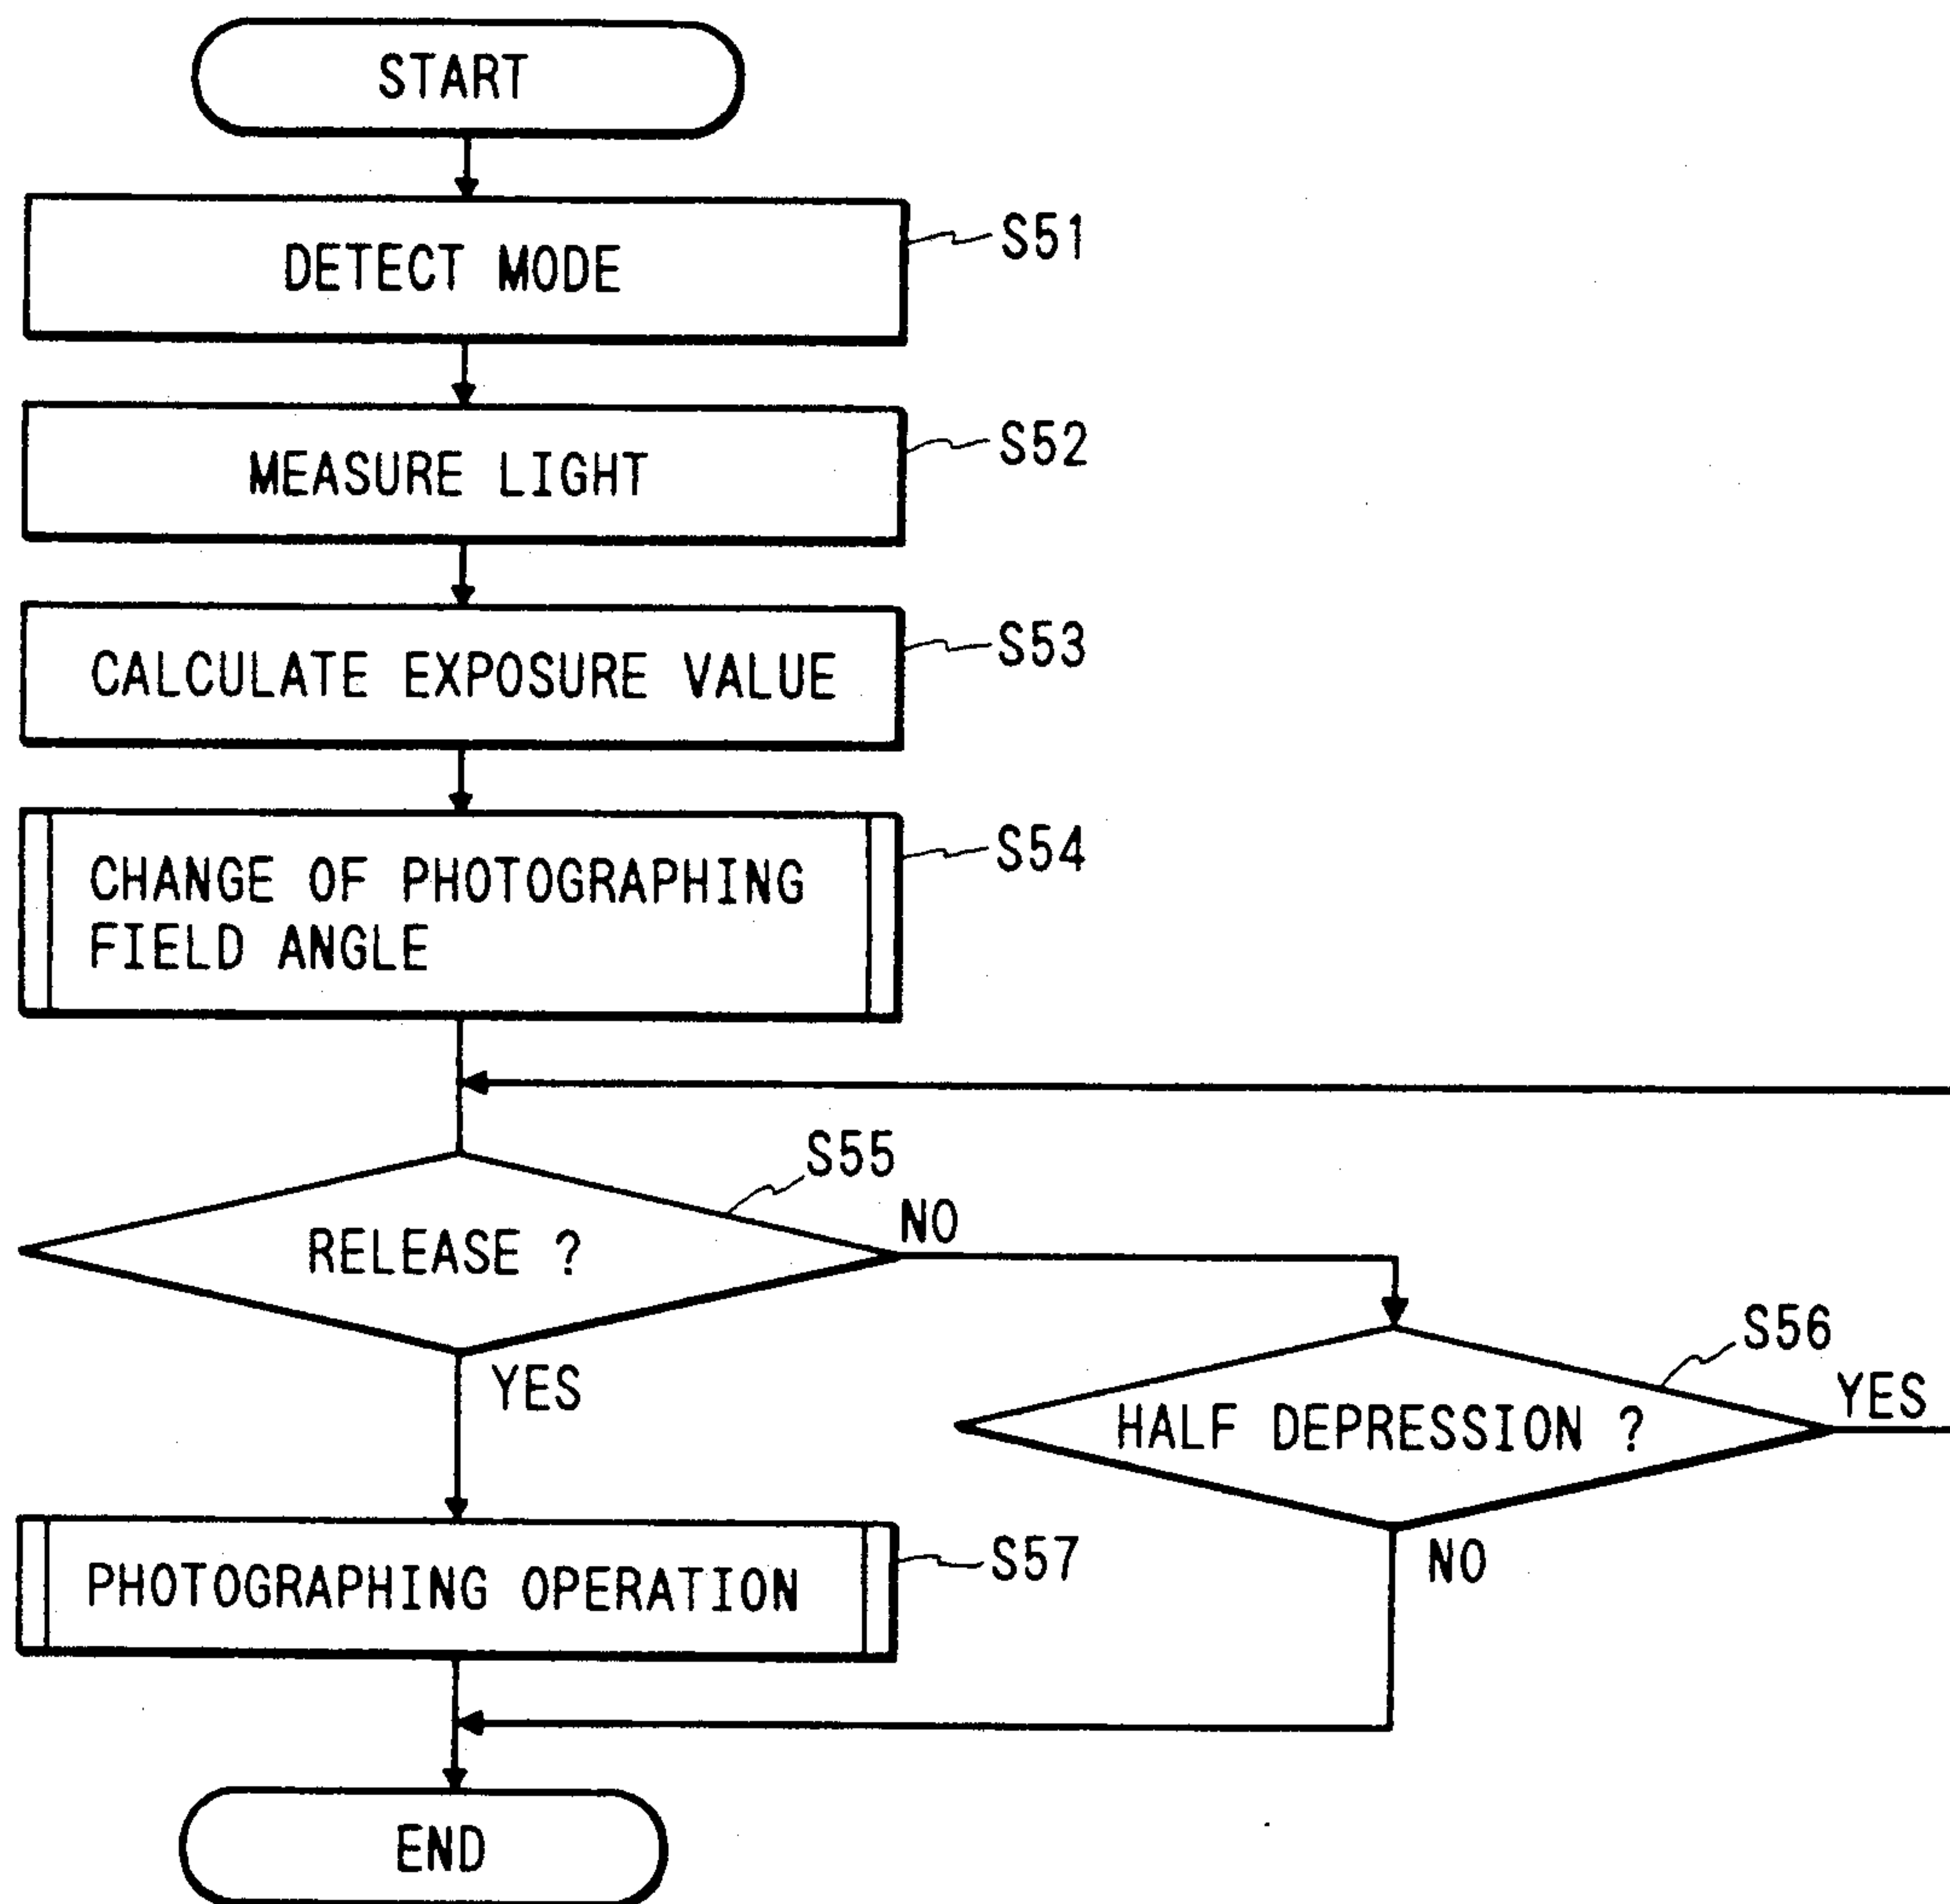 START
DETECT MODE
S51
MEASURE LIGHT
S52
CALCULATE EXPOSURE VALUE
S53
CHANGE OF PHOTOGRAPHING
FIELD ANGLE
S54
S55
RELEASE ?
NO
YES
S56
HALF DEPRESSION ?
YES
NO
PHOTOGRAPHING OPERATION
S57
END